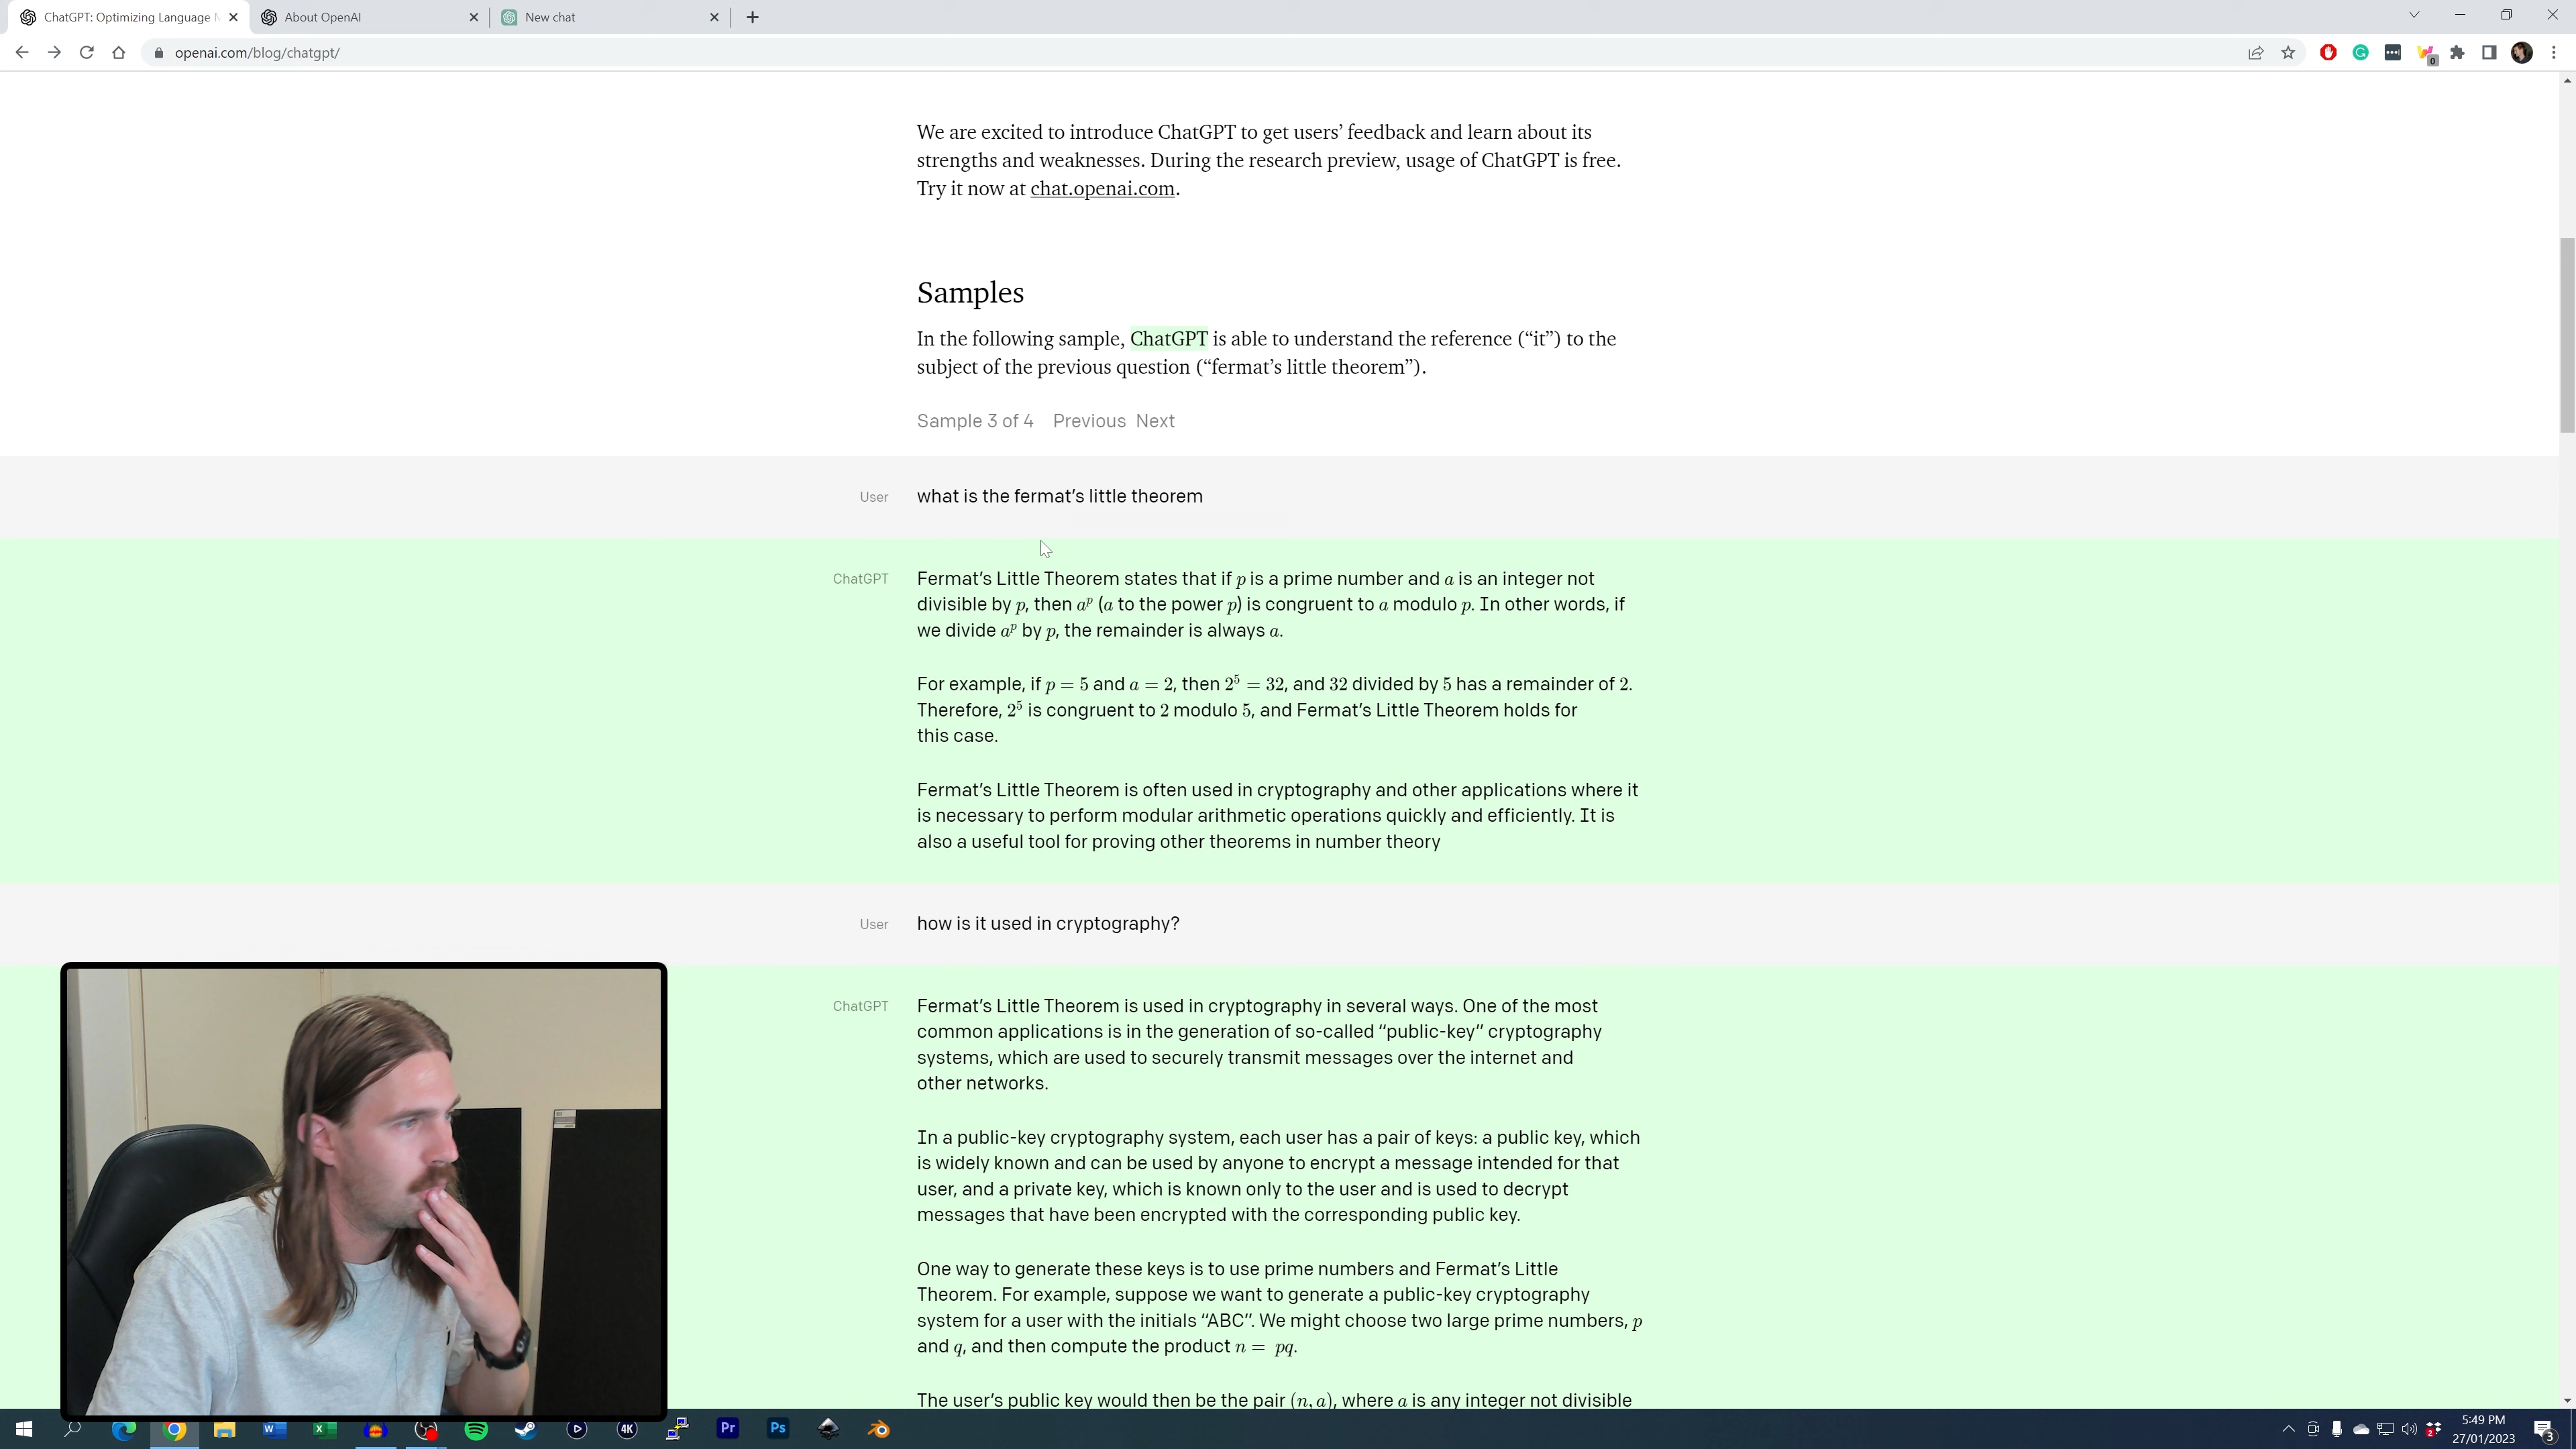 ChatGPT: Optimizing Language M
About OpenAI
New chat
openai.com/blog/chatgpt/
0
We are excited to introduce ChatGPT to get users’ feedback and learn about its
strengths and weaknesses. During the research preview, usage of ChatGPT is free.
Try it now at chat.openai.com.
Samples
In the following sample, ChatGPT is able to understand the reference (“it”) to the
subject of the previous question (“fermat’s little theorem”).
Sample 3 of 4 Previous Next
User what is the fermat’s little theorem
ChatGPT Fermat’s Little Theorem states that if p is a prime number and a is an integer not
divisible by p, then aᵖ (a to the power p) is congruent to a modulo p. In other words, if
we divide aᵖ by p, the remainder is always a.
For example, if p = 5 and a = 2, then 2⁵ = 32, and 32 divided by 5 has a remainder of 2.
Therefore, 2⁵ is congruent to 2 modulo 5, and Fermat’s Little Theorem holds for
this case.
Fermat’s Little Theorem is often used in cryptography and other applications where it
is necessary to perform modular arithmetic operations quickly and efficiently. It is
also a useful tool for proving other theorems in number theory
User how is it used in cryptography?
ChatGPT Fermat’s Little Theorem is used in cryptography in several ways. One of the most
common applications is in the generation of so-called “public-key” cryptography
systems, which are used to securely transmit messages over the internet and
other networks.
In a public-key cryptography system, each user has a pair of keys: a public key, which
is widely known and can be used by anyone to encrypt a message intended for that
user, and a private key, which is known only to the user and is used to decrypt
messages that have been encrypted with the corresponding public key.
One way to generate these keys is to use prime numbers and Fermat’s Little
Theorem. For example, suppose we want to generate a public-key cryptography
system for a user with the initials “ABC”. We might choose two large prime numbers, p
and q, and then compute the product n = pq.
The user’s public key would then be the pair (n, a), where a is any integer not divisible
4K
Pr
Ps
2
5:49 PM
27/01/2023
3